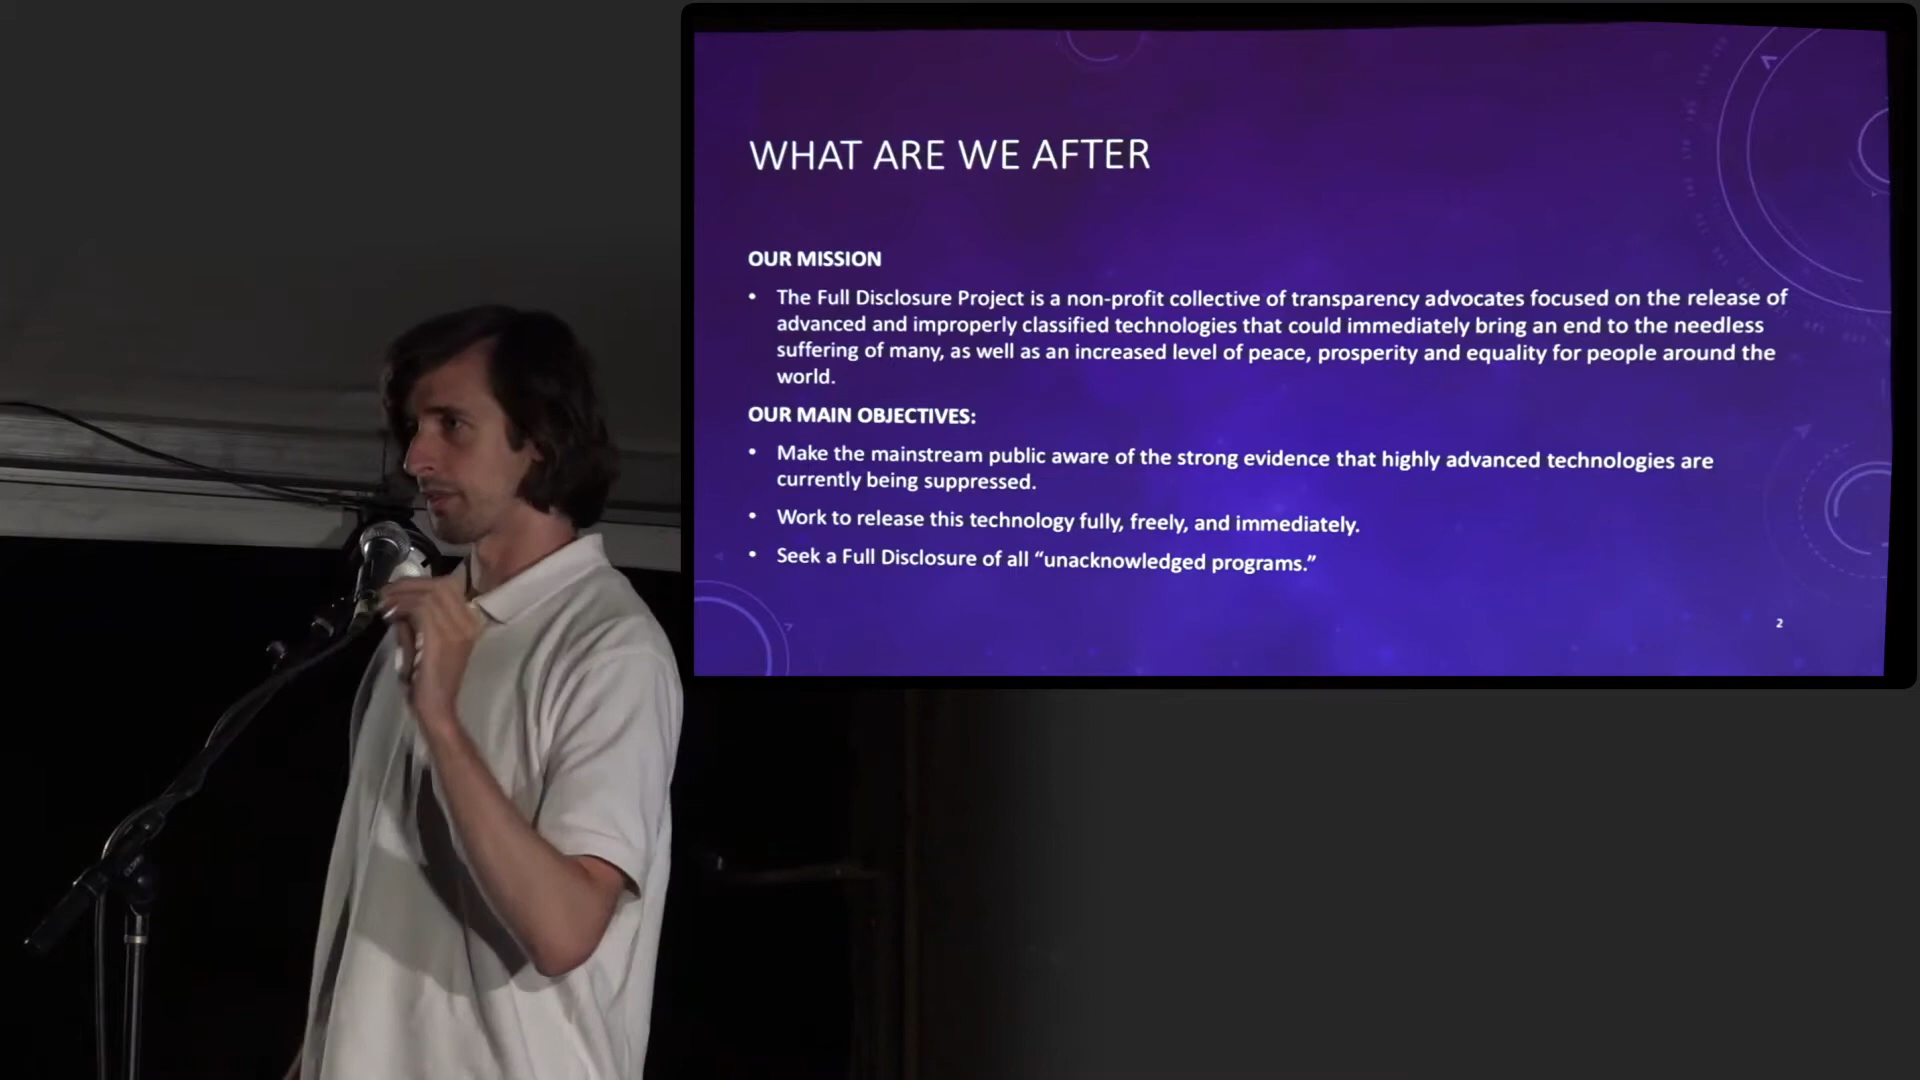 WHAT ARE WE AFTER
OUR MISSION
• The Full Disclosure Project is a non-profit collective of transparency advocates focused on the release of
advanced and improperly classified technologies that could immediately bring an end to the needless
suffering of many, as well as an increased level of peace, prosperity and equality for people around the
world.
OUR MAIN OBJECTIVES:
• Make the mainstream public aware of the strong evidence that highly advanced technologies are
currently being suppressed.
• Work to release this technology fully, freely, and immediately.
• Seek a Full Disclosure of all “unacknowledged programs.”
2